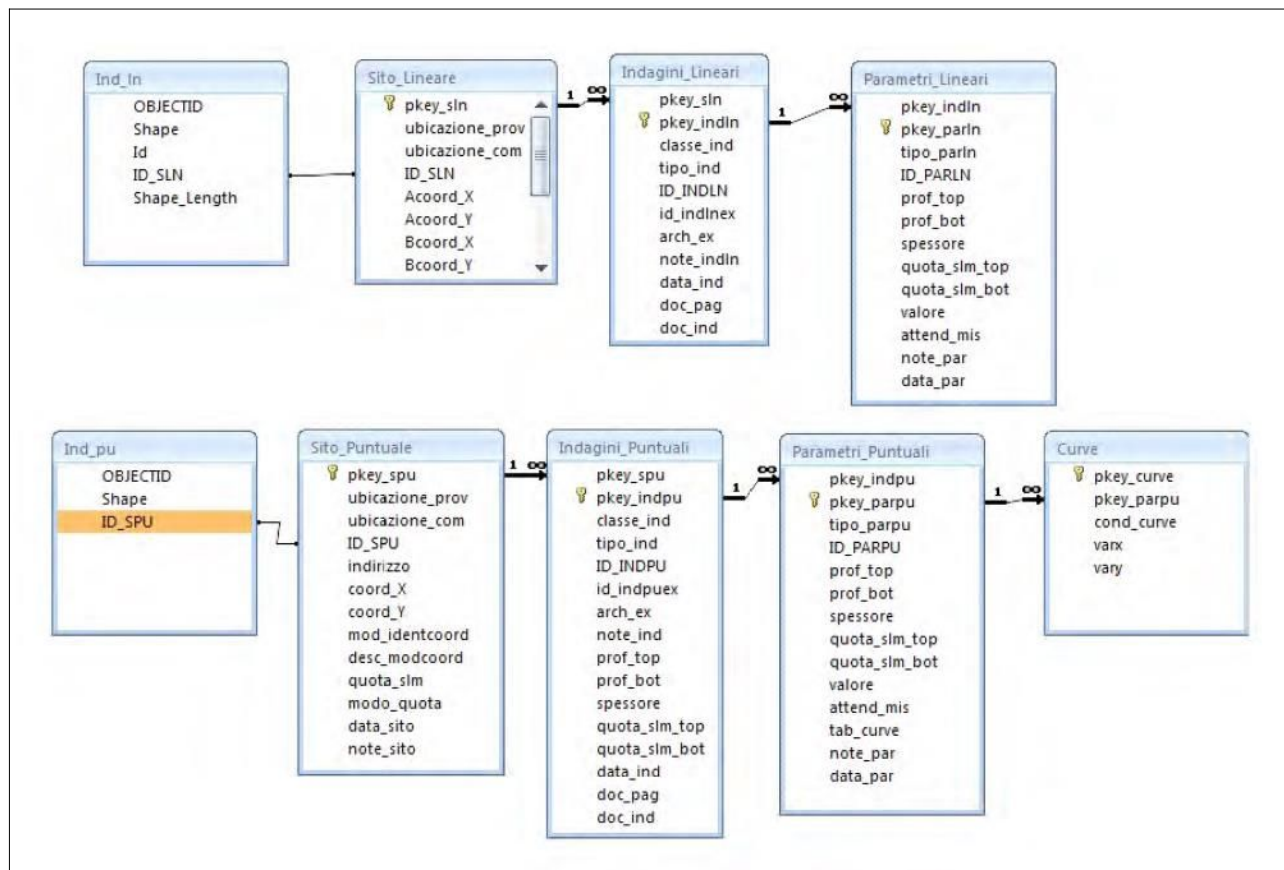 Ind_ln
OBJECTID
Shape
Id
ID_SLN
Shape_Length
Sito_Lineare
pkey_sln
ubicazione_prov
ubicazione_com
ID_SLN
Acoord_X
Acoord_Y
Bcoord_X
Bcoord_Y
1 ∞
Indagini_Lineari
pkey_sln
pkey_indln
classe_ind
tipo_ind
ID_INDLN
id_indlnex
arch_ex
note_indln
data_ind
doc_pag
doc_ind
1 ∞
Parametri_Lineari
pkey_indln
pkey_parln
tipo_parln
ID_PARLN
prof_top
prof_bot
spessore
quota_slm_top
quota_slm_bot
valore
attend_mis
note_par
data_par
Ind_pu
OBJECTID
Shape
ID_SPU
Sito_Puntuale
pkey_spu
ubicazione_prov
ubicazione_com
ID_SPU
indirizzo
coord_X
coord_Y
mod_identcoord
desc_modcoord
quota_slm
modo_quota
data_sito
note_sito
1 ∞
Indagini_Puntuali
pkey_spu
pkey_indpu
classe_ind
tipo_ind
ID_INDPU
id_indpuex
arch_ex
note_ind
prof_top
prof_bot
spessore
quota_slm_top
quota_slm_bot
data_ind
doc_pag
doc_ind
1 ∞
Parametri_Puntuali
pkey_indpu
pkey_parpu
tipo_parpu
ID_PARPU
prof_top
prof_bot
spessore
quota_slm_top
quota_slm_bot
valore
attend_mis
tab_curve
note_par
data_par
1 ∞
Curve
pkey_curve
pkey_parpu
cond_curve
varx
vary